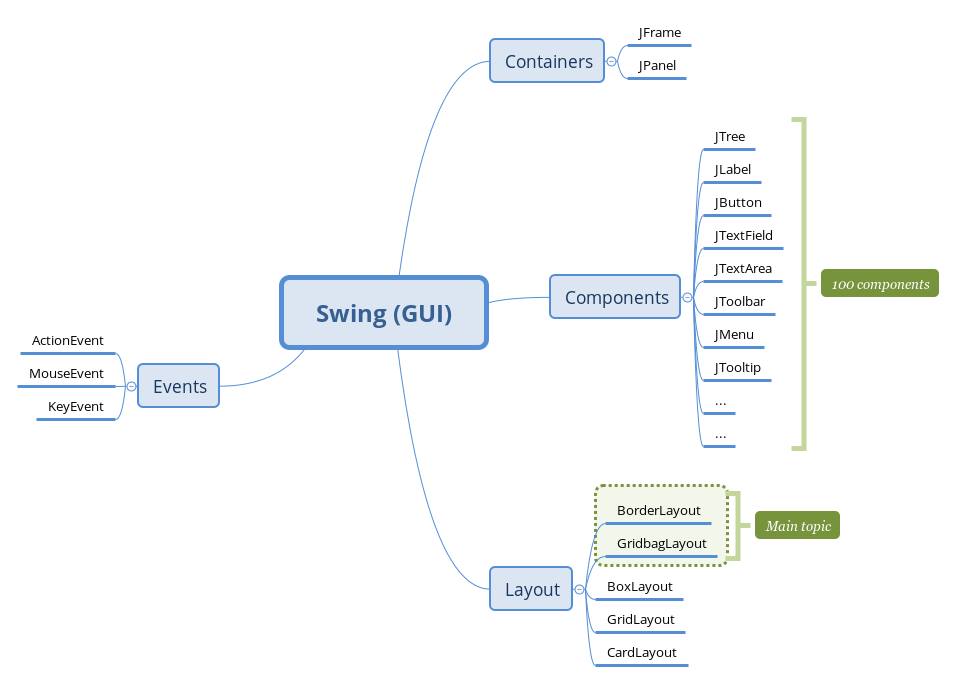 Swing (GUI)
Containers
JFrame
JPanel
Components
JTree
JLabel
JButton
JTextField
JTextArea
JToolbar
JMenu
JTooltip
...
...
100 components
Layout
BorderLayout
GridbagLayout
Main topic
BoxLayout
GridLayout
CardLayout
Events
ActionEvent
MouseEvent
KeyEvent